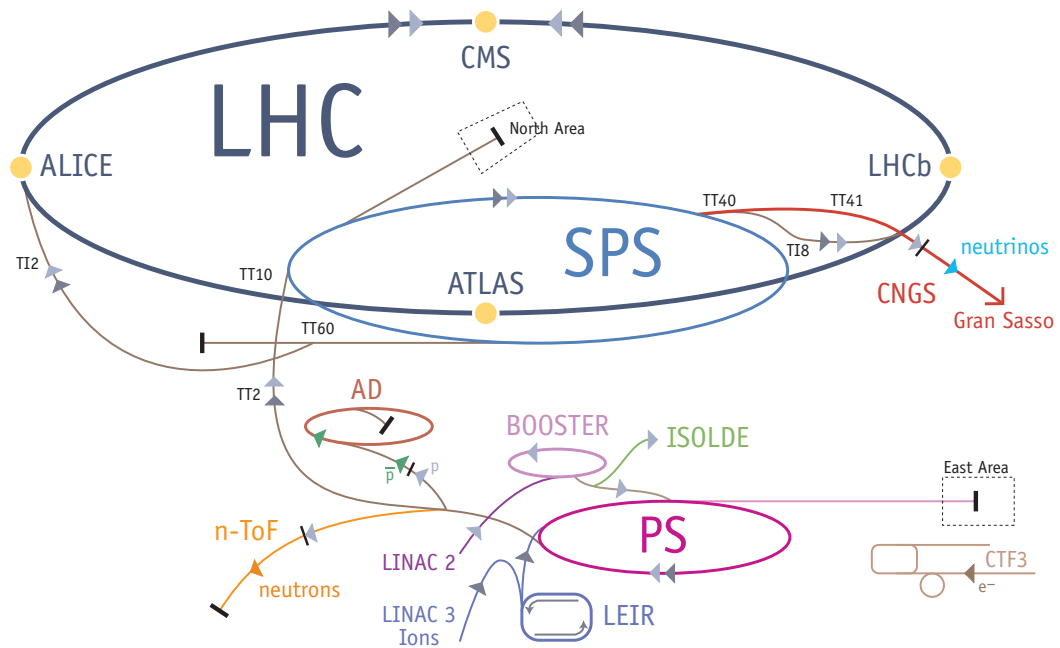 CMS
LHC
North Area
ALICE
LHCb
TT40
TT41
SPS
TI8
neutrinos
TI2
TT10
ATLAS
CNGS
Gran Sasso
TT60
TT2
AD
BOOSTER
ISOLDE
p̅
p
East Area
n-ToF
PS
LINAC 2
CTF3
neutrons
e⁻
LINAC 3
Ions
LEIR